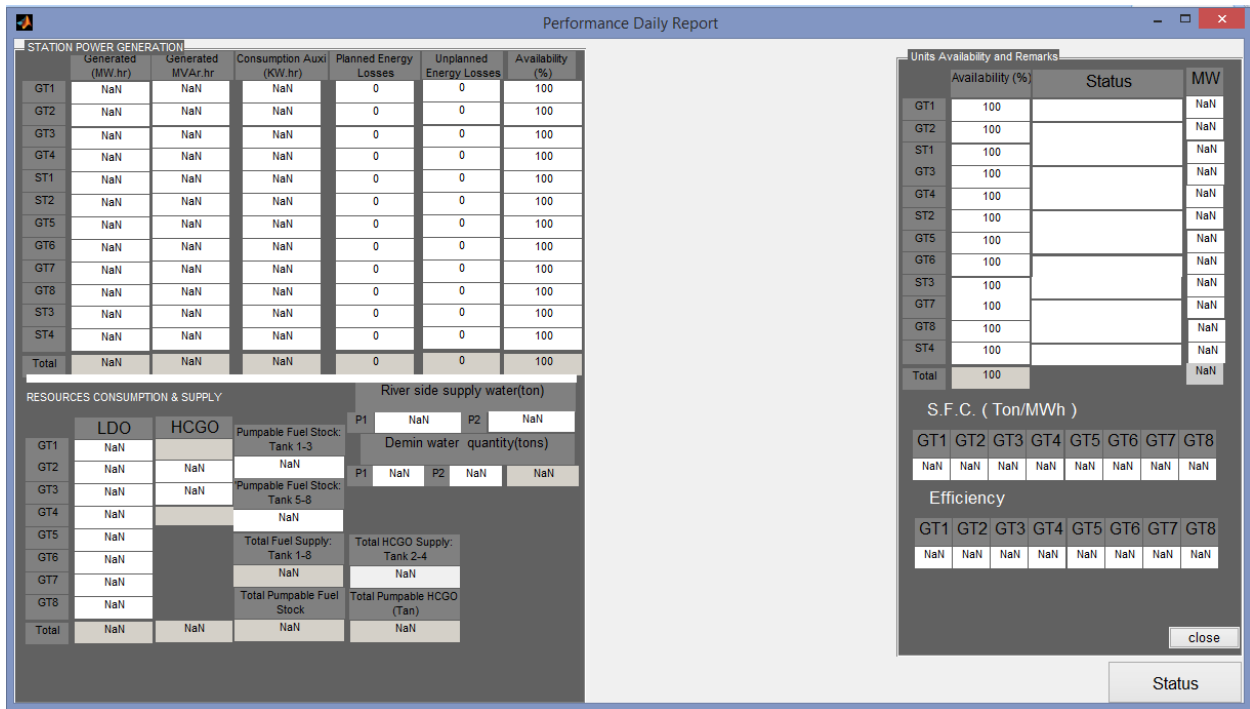 Performance Daily Report
STATION POWER GENERATION
Generated (MW.hr) Generated MVAr.hr Consumption Auxi (KW.hr) Planned Energy Losses Unplanned Energy Losses Availability (%)
GT1 NaN NaN NaN 0 0 100
GT2 NaN NaN NaN 0 0 100
GT3 NaN NaN NaN 0 0 100
GT4 NaN NaN NaN 0 0 100
ST1 NaN NaN NaN 0 0 100
ST2 NaN NaN NaN 0 0 100
GT5 NaN NaN NaN 0 0 100
GT6 NaN NaN NaN 0 0 100
GT7 NaN NaN NaN 0 0 100
GT8 NaN NaN NaN 0 0 100
ST3 NaN NaN NaN 0 0 100
ST4 NaN NaN NaN 0 0 100
Total NaN NaN NaN 0 0 100
RESOURCES CONSUMPTION & SUPPLY
LDO HCGO
GT1 NaN
GT2 NaN NaN
GT3 NaN NaN
GT4 NaN
GT5 NaN
GT6 NaN
GT7 NaN
GT8 NaN
Total NaN NaN
Pumpable Fuel Stock:
Tank 1-3
NaN
Pumpable Fuel Stock:
Tank 5-8
NaN
Total Fuel Supply:
Tank 1-8
NaN
Total Pumpable Fuel
Stock
NaN
River side supply water(ton)
P1 NaN P2 NaN
Demin water quantity(tons)
P1 NaN P2 NaN NaN
Total HCGO Supply:
Tank 2-4
NaN
Total Pumpable HCGO
(Tan)
NaN
Units Availability and Remarks
Availability (%) Status MW
GT1 100 NaN
GT2 100 NaN
ST1 100 NaN
GT3 100 NaN
GT4 100 NaN
ST2 100 NaN
GT5 100 NaN
GT6 100 NaN
ST3 100 NaN
GT7 100 NaN
GT8 100 NaN
ST4 100 NaN
Total 100 NaN
S.F.C. ( Ton/MWh )
GT1 GT2 GT3 GT4 GT5 GT6 GT7 GT8
NaN NaN NaN NaN NaN NaN NaN NaN
Efficiency
GT1 GT2 GT3 GT4 GT5 GT6 GT7 GT8
NaN NaN NaN NaN NaN NaN NaN NaN
close
Status